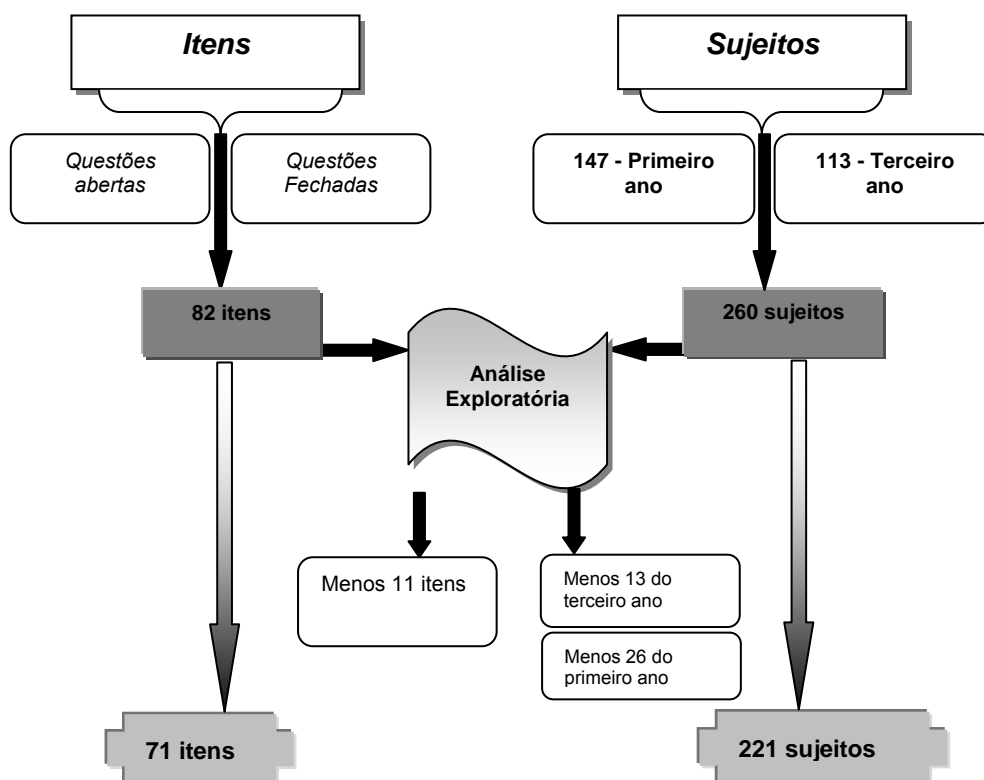 Itens
Sujeitos
Questões
abertas
Questões
Fechadas
147 - Primeiro
ano
113 - Terceiro
ano
82 itens
260 sujeitos
Análise
Exploratória
Menos 11 itens
Menos 13 do
terceiro ano
Menos 26 do
primeiro ano
71 itens
221 sujeitos